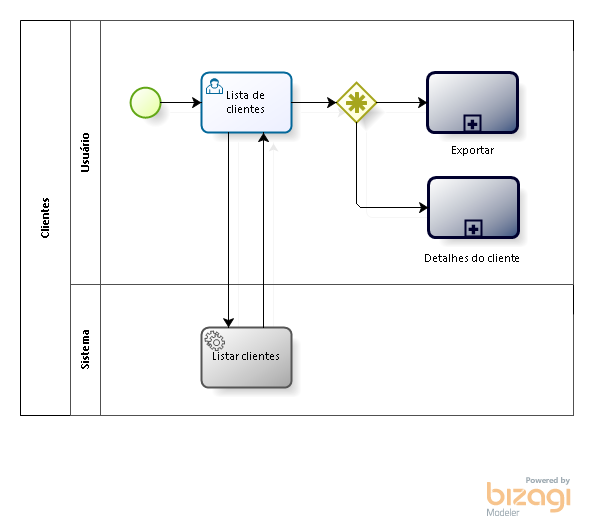 Clientes
Usuário
Lista de
clientes
Exportar
Detalhes do cliente
Sistema
Listar clientes
Powered by
bizagi
Modeler